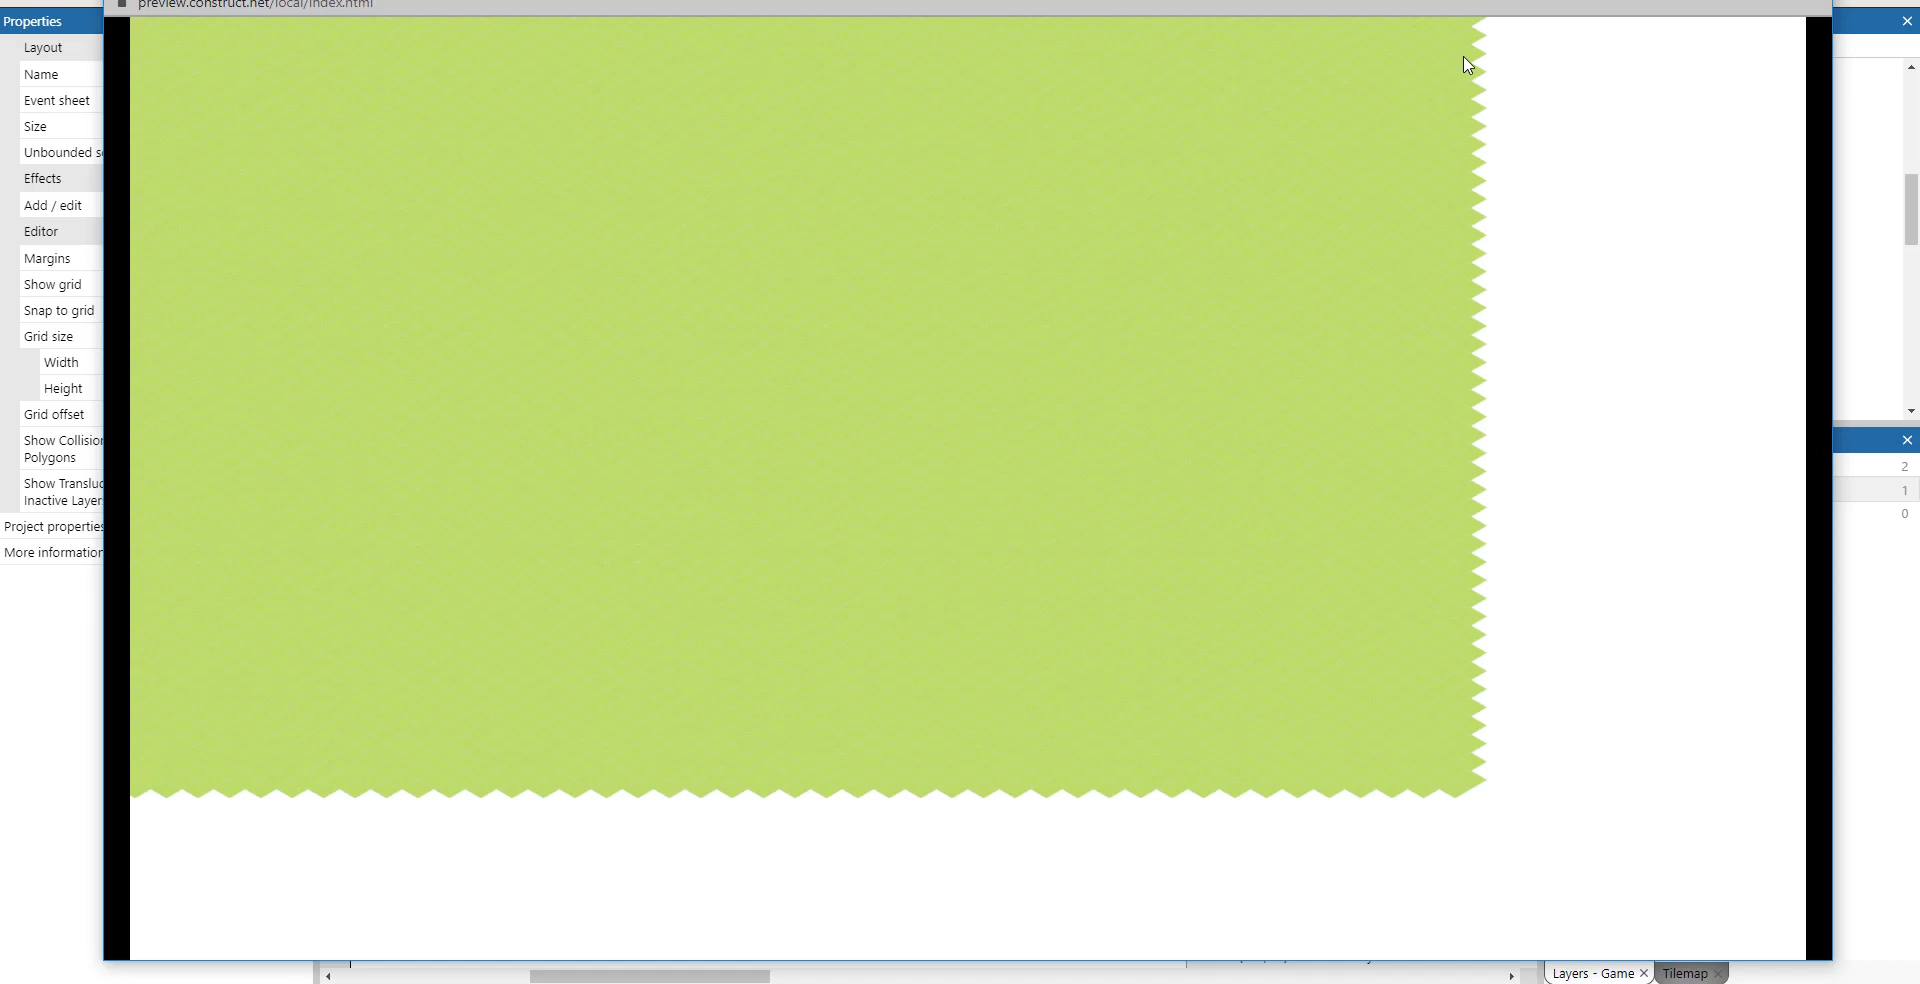 preview.construct.net/local/index.html
Properties
Layout
Name
Event sheet
Size
Unbounded s
Effects
Add / edit
Editor
Margins
Show grid
Snap to grid
Grid size
Width
Height
Grid offset
Show Collision
Polygons
Show Transluc
Inactive Layer
Project properties
More information
2
1
0
Layers - Game
Tilemap